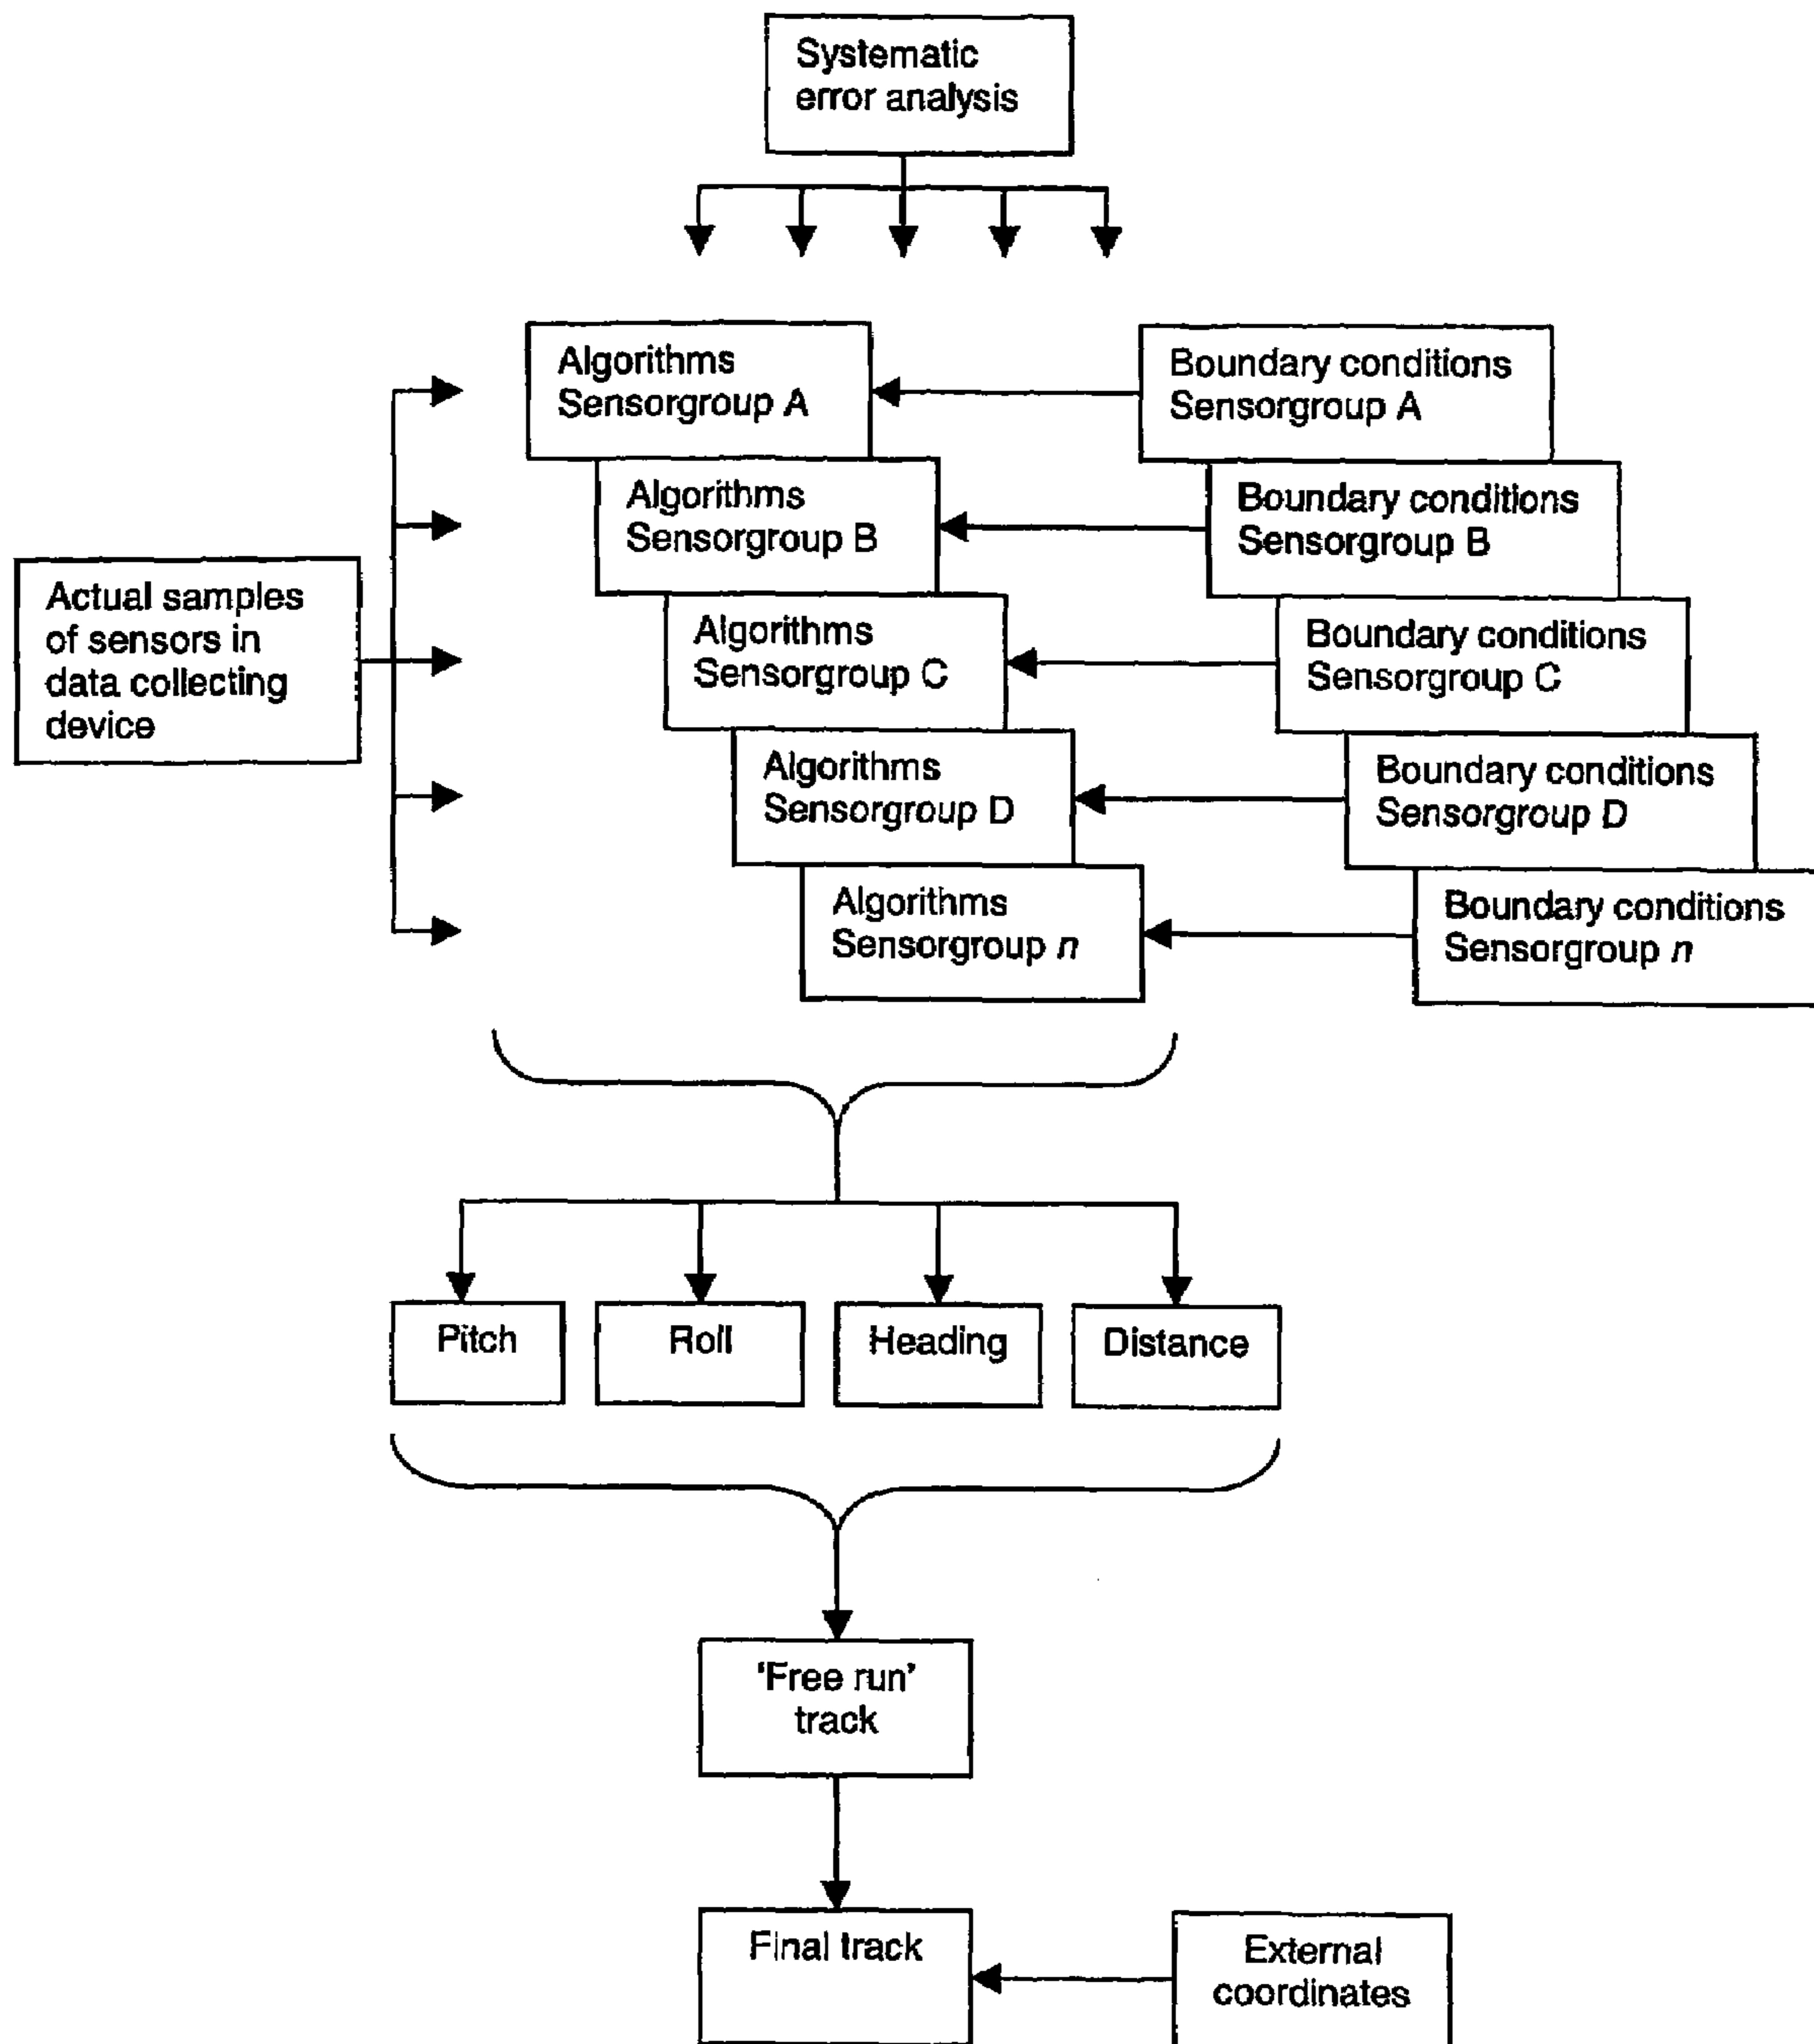 Systematic
error analysis
Algorithms
Sensorgroup A
Boundary conditions
Sensorgroup A
Algorithms
Sensorgroup B
Boundary conditions
Sensorgroup B
Actual samples
of sensors in
data collecting
device
Algorithms
Sensorgroup C
Boundary conditions
Sensorgroup C
Algorithms
Sensorgroup D
Boundary conditions
Sensorgroup D
Algorithms
Sensorgroup n
Boundary conditions
Sensorgroup n
Pitch
Roll
Heading
Distance
'Free run'
track
Final track
External
coordinates